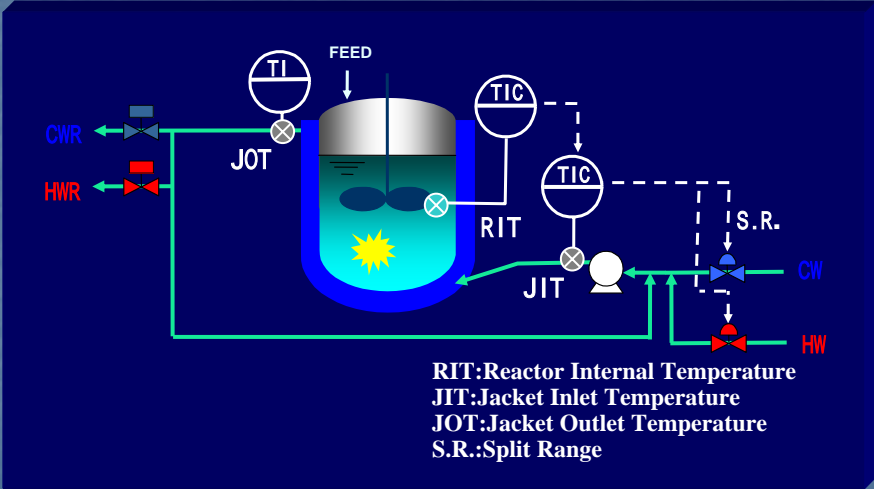 FEED
TI
TIC
CWR
JOT
TIC
HWR
S.R.
RIT
CW
JIT
HW
RIT:Reactor Internal Temperature
JIT:Jacket Inlet Temperature
JOT:Jacket Outlet Temperature
S.R.:Split Range